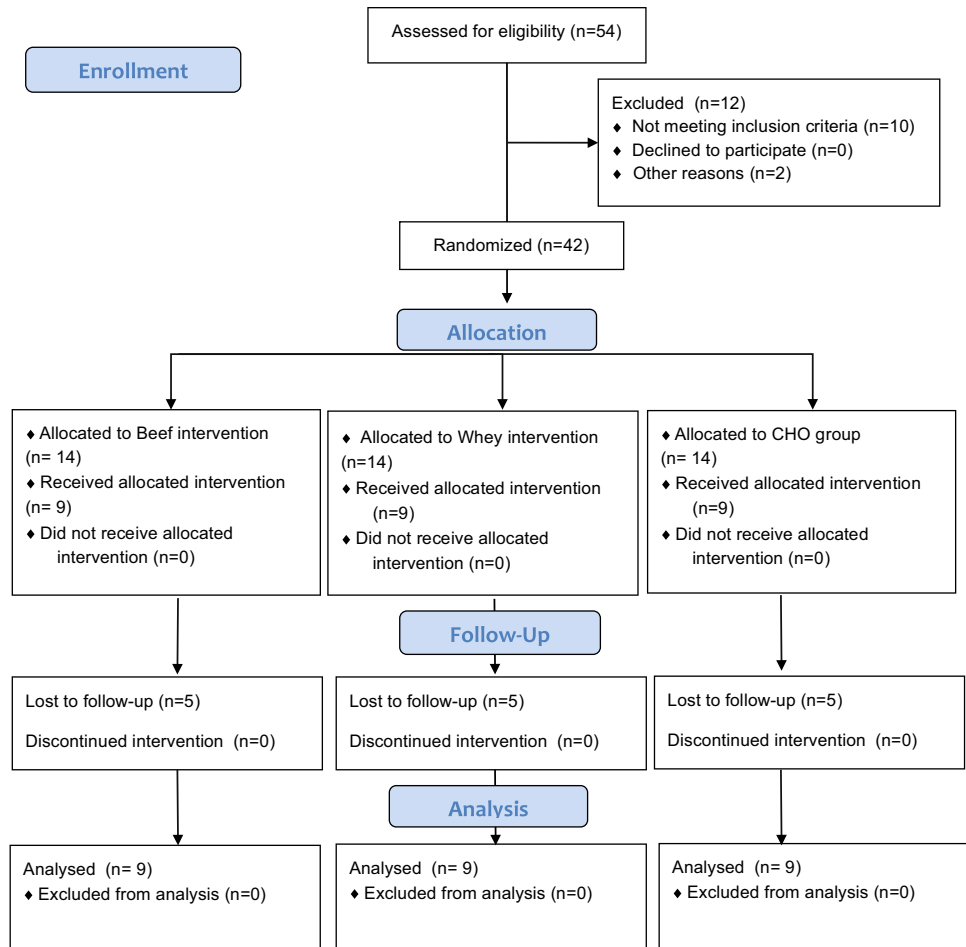 Assessed for eligibility (n=54)
Enrollment
Excluded (n=12)
♦ Not meeting inclusion criteria (n=10)
♦ Declined to participate (n=0)
♦ Other reasons (n=2)
Randomized (n=42)
Allocation
♦ Allocated to Beef intervention
(n= 14)
♦ Received allocated intervention
(n= 9)
♦ Did not receive allocated
intervention (n=0)
♦ Allocated to Whey intervention
(n=14)
♦ Received allocated intervention
(n=9)
♦ Did not receive allocated
intervention (n=0)
♦ Allocated to CHO group
(n= 14)
♦ Received allocated intervention
(n=9)
♦ Did not receive allocated
intervention (n=0)
Follow-Up
Lost to follow-up (n=5)
Discontinued intervention (n=0)
Lost to follow-up (n=5)
Discontinued intervention (n=0)
Lost to follow-up (n=5)
Discontinued intervention (n=0)
Analysis
Analysed (n= 9)
♦ Excluded from analysis (n=0)
Analysed (n= 9)
♦ Excluded from analysis (n=0)
Analysed (n= 9)
♦ Excluded from analysis (n=0)